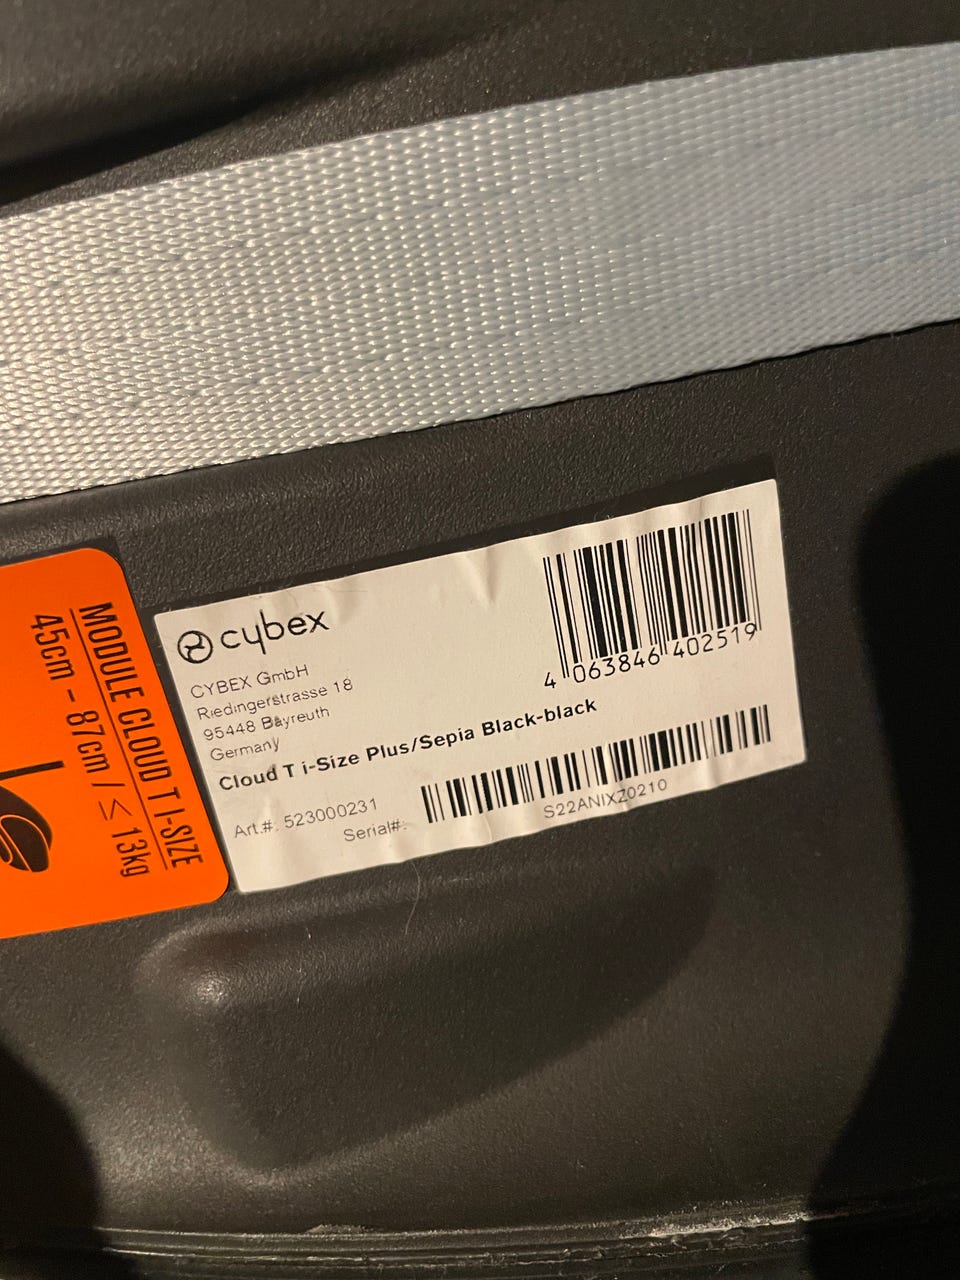 cybex
CYBEX GmbH
Riedingerstrasse 18
95448 Bayreuth
Germany
Cloud T i-Size Plus/Sepia Black-black
Art.#: 523000231
Serial#:
S22ANIXZ0210
4 063846 402519
MODULE CLOUD T I-SIZE
45cm - 87cm / ≤ 13kg